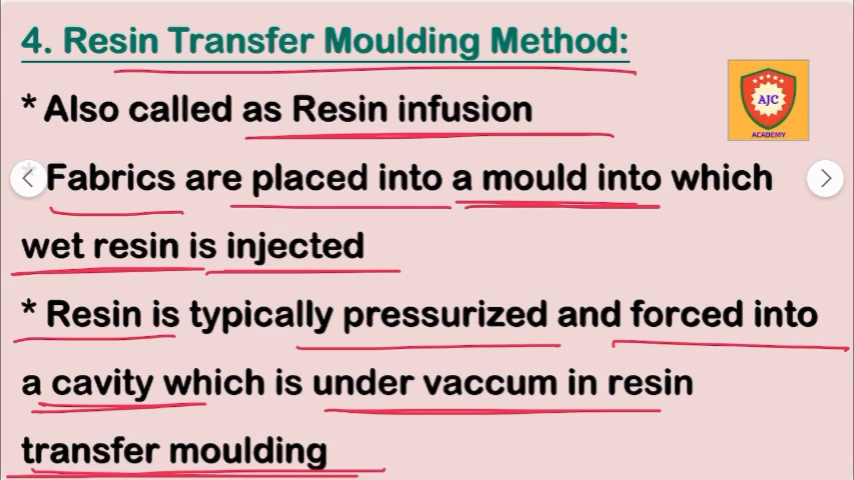 4. Resin Transfer Moulding Method:
* Also called as Resin infusion
AJC
ACADEMY
* Fabrics are placed into a mould into which
wet resin is injected
* Resin is typically pressurized and forced into
a cavity which is under vaccum in resin
transfer moulding